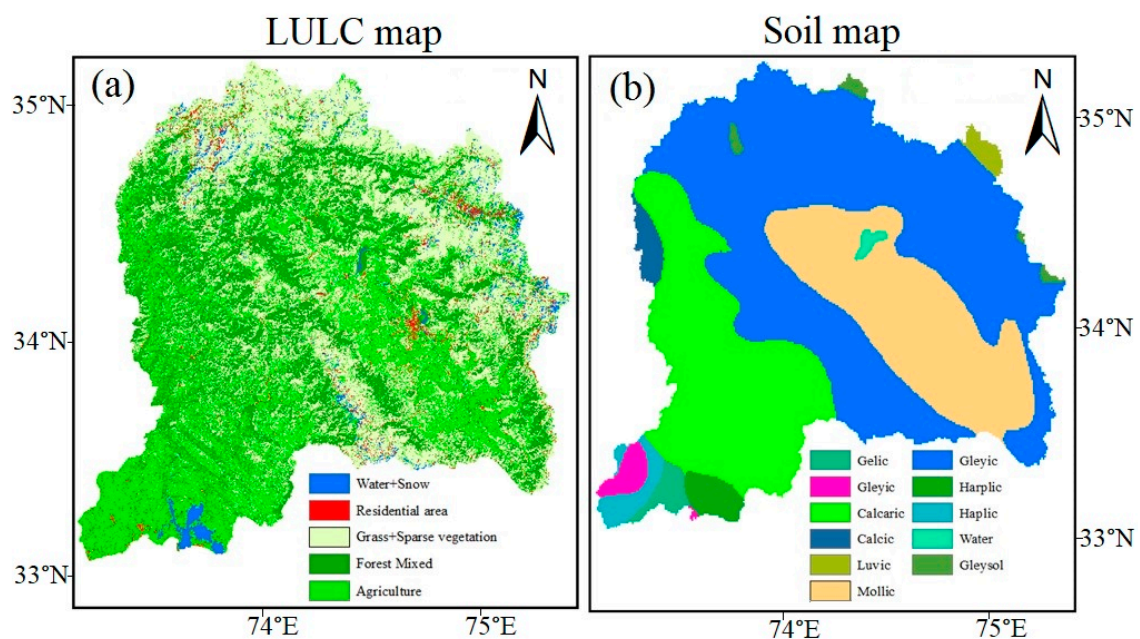 LULC map
Soil map
(a)
N
(b)
N
35°N
34°N
33°N
35°N
34°N
33°N
Water+Snow
Residential area
Grass+Sparse vegetation
Forest Mixed
Agriculture
Gelic
Gleyic
Calcaric
Calcic
Luvic
Mollic
Gleyic
Harplic
Haplic
Water
Gleysol
74°E
75°E
74°E
75°E